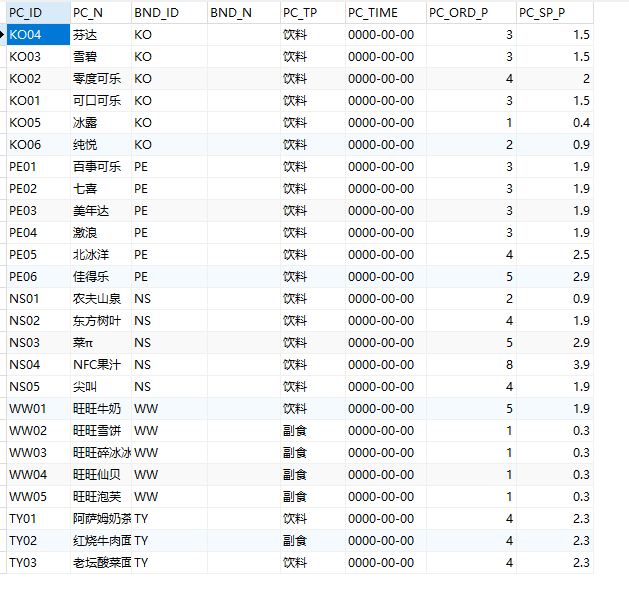 PC_ID PC_N BND_ID BND_N PC_TP PC_TIME PC_ORD_P PC_SP_P
KO04 芬达 KO 饮料 0000-00-00 3 1.5
KO03 雪碧 KO 饮料 0000-00-00 3 1.5
KO02 零度可乐 KO 饮料 0000-00-00 4 2
KO01 可口可乐 KO 饮料 0000-00-00 3 1.5
KO05 冰露 KO 饮料 0000-00-00 1 0.4
KO06 纯悦 KO 饮料 0000-00-00 2 0.9
PE01 百事可乐 PE 饮料 0000-00-00 3 1.9
PE02 七喜 PE 饮料 0000-00-00 3 1.9
PE03 美年达 PE 饮料 0000-00-00 3 1.9
PE04 激浪 PE 饮料 0000-00-00 3 1.9
PE05 北冰洋 PE 饮料 0000-00-00 4 2.5
PE06 佳得乐 PE 饮料 0000-00-00 5 2.9
NS01 农夫山泉 NS 饮料 0000-00-00 2 0.9
NS02 东方树叶 NS 饮料 0000-00-00 4 1.9
NS03 菜π NS 饮料 0000-00-00 5 2.9
NS04 NFC果汁 NS 饮料 0000-00-00 8 3.9
NS05 尖叫 NS 饮料 0000-00-00 4 1.9
WW01 旺旺牛奶 WW 饮料 0000-00-00 5 1.9
WW02 旺旺雪饼 WW 副食 0000-00-00 1 0.3
WW03 旺旺碎冰冰 WW 副食 0000-00-00 1 0.3
WW04 旺旺仙贝 WW 副食 0000-00-00 1 0.3
WW05 旺旺泡芙 WW 副食 0000-00-00 1 0.3
TY01 阿萨姆奶茶 TY 饮料 0000-00-00 4 2.3
TY02 红烧牛肉面 TY 副食 0000-00-00 4 2.3
TY03 老坛酸菜面 TY 饮料 0000-00-00 4 2.3